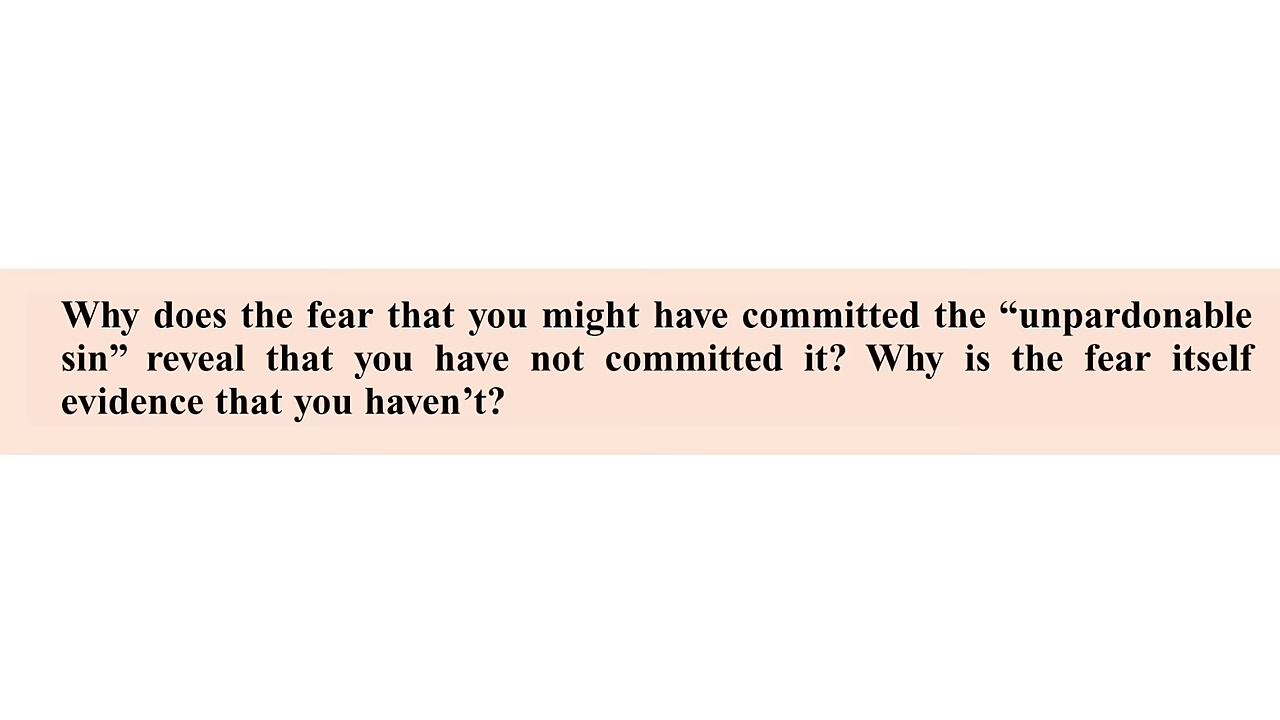 Why does the fear that you might have committed the “unpardonable
sin” reveal that you have not committed it? Why is the fear itself
evidence that you haven’t?